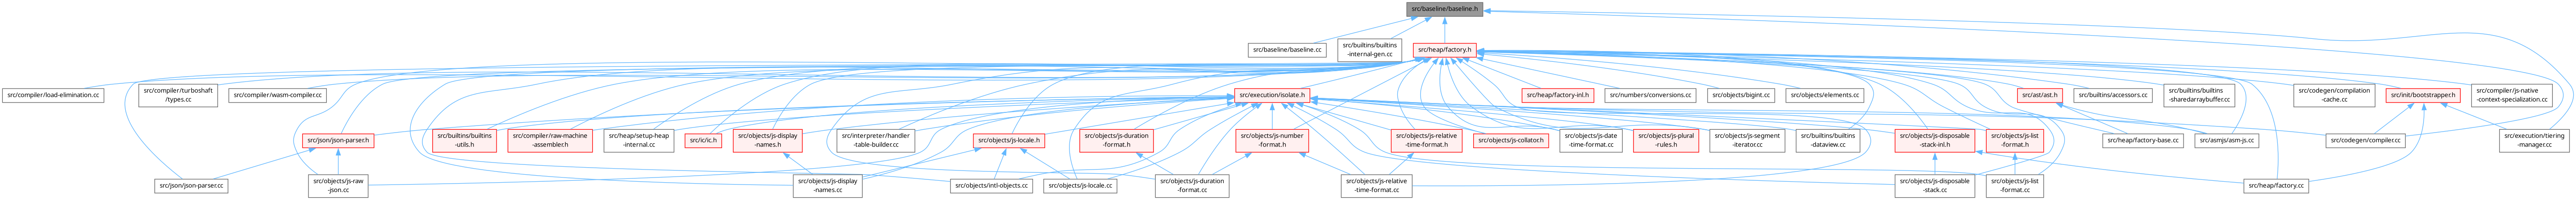 src/baseline/baseline.h
src/baseline/baseline.cc
src/builtins/builtins
-internal-gen.cc
src/heap/factory.h
src/compiler/load-elimination.cc
src/compiler/turboshaft
/types.cc
src/compiler/wasm-compiler.cc
src/execution/isolate.h
src/heap/factory-inl.h
src/numbers/conversions.cc
src/objects/bigint.cc
src/objects/elements.cc
src/ast/ast.h
src/builtins/accessors.cc
src/builtins/builtins
-sharedarraybuffer.cc
src/codegen/compilation
-cache.cc
src/init/bootstrapper.h
src/compiler/js-native
-context-specialization.cc
src/json/json-parser.h
src/builtins/builtins
-utils.h
src/compiler/raw-machine
-assembler.h
src/heap/setup-heap
-internal.cc
src/ic/ic.h
src/objects/js-display
-names.h
src/interpreter/handler
-table-builder.cc
src/objects/js-locale.h
src/objects/js-duration
-format.h
src/objects/js-number
-format.h
src/objects/js-relative
-time-format.h
src/objects/js-collator.h
src/objects/js-date
-time-format.cc
src/objects/js-plural
-rules.h
src/objects/js-segment
-iterator.cc
src/builtins/builtins
-dataview.cc
src/objects/js-disposable
-stack-inl.h
src/objects/js-list
-format.h
src/heap/factory-base.cc
src/asmjs/asm-js.cc
src/codegen/compiler.cc
src/execution/tiering
-manager.cc
src/json/json-parser.cc
src/objects/js-raw
-json.cc
src/objects/js-display
-names.cc
src/objects/intl-objects.cc
src/objects/js-locale.cc
src/objects/js-duration
-format.cc
src/objects/js-relative
-time-format.cc
src/objects/js-disposable
-stack.cc
src/objects/js-list
-format.cc
src/heap/factory.cc